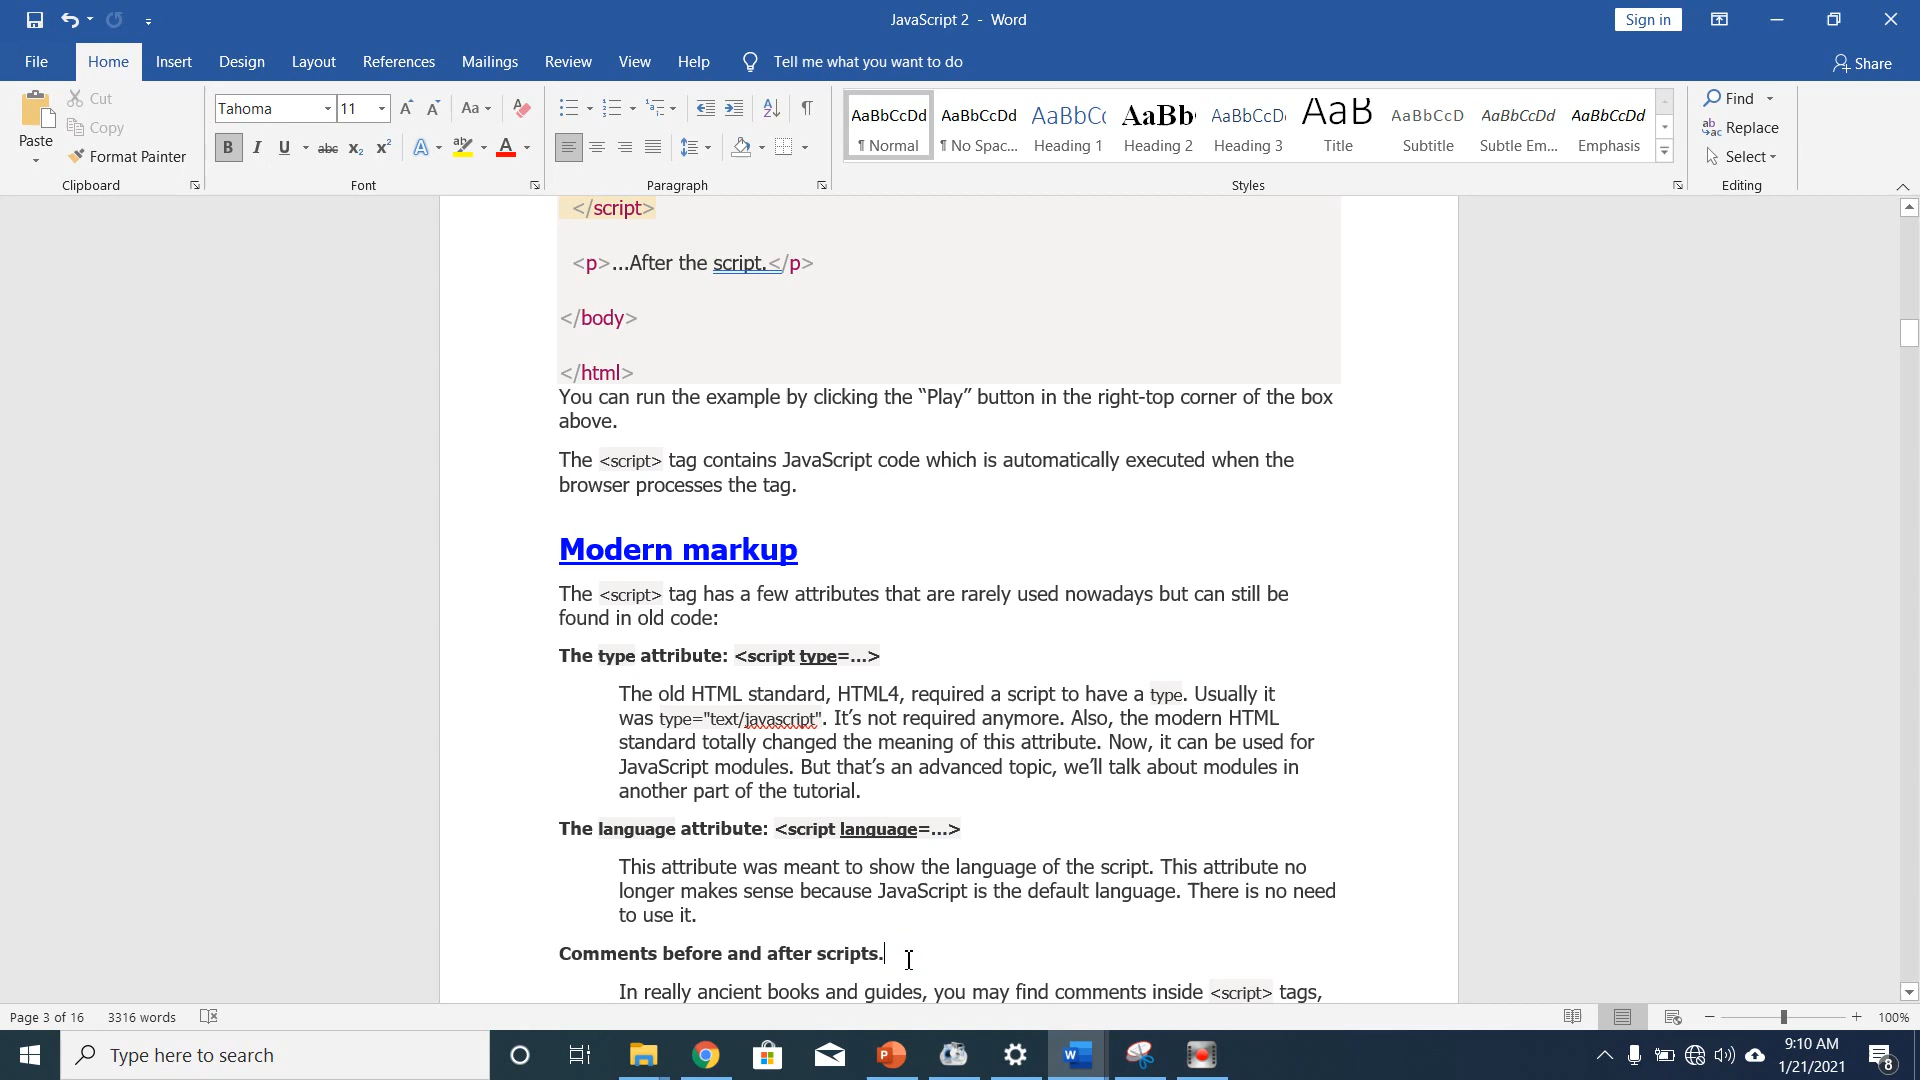 JavaScript 2 - Word
Sign in
File Home Insert Design Layout References Mailings Review View Help Tell me what you want to do Share
Paste
Cut
Copy
Format Painter
Clipboard
Tahoma 11
Aa
B I U abc x₂ x² A ab A
Font
Paragraph
AaBbCcDd AaBbCcDd AaBbCc AaBb AaBbCcD AaB AaBbCcD AaBbCcDd AaBbCcDd
¶ Normal ¶ No Spac... Heading 1 Heading 2 Heading 3 Title Subtitle Subtle Em... Emphasis
Styles
Find
Replace
Select
Editing
</script>
<p>...After the script.</p>
</body>
</html>
You can run the example by clicking the “Play” button in the right-top corner of the box
above.
The <script> tag contains JavaScript code which is automatically executed when the
browser processes the tag.
Modern markup
The <script> tag has a few attributes that are rarely used nowadays but can still be
found in old code:
The type attribute: <script type=...>
The old HTML standard, HTML4, required a script to have a type. Usually it
was type="text/javascript". It’s not required anymore. Also, the modern HTML
standard totally changed the meaning of this attribute. Now, it can be used for
JavaScript modules. But that’s an advanced topic, we’ll talk about modules in
another part of the tutorial.
The language attribute: <script language=...>
This attribute was meant to show the language of the script. This attribute no
longer makes sense because JavaScript is the default language. There is no need
to use it.
Comments before and after scripts.
In really ancient books and guides, you may find comments inside <script> tags,
Page 3 of 16 3316 words 100%
Type here to search
9:10 AM
1/21/2021
8